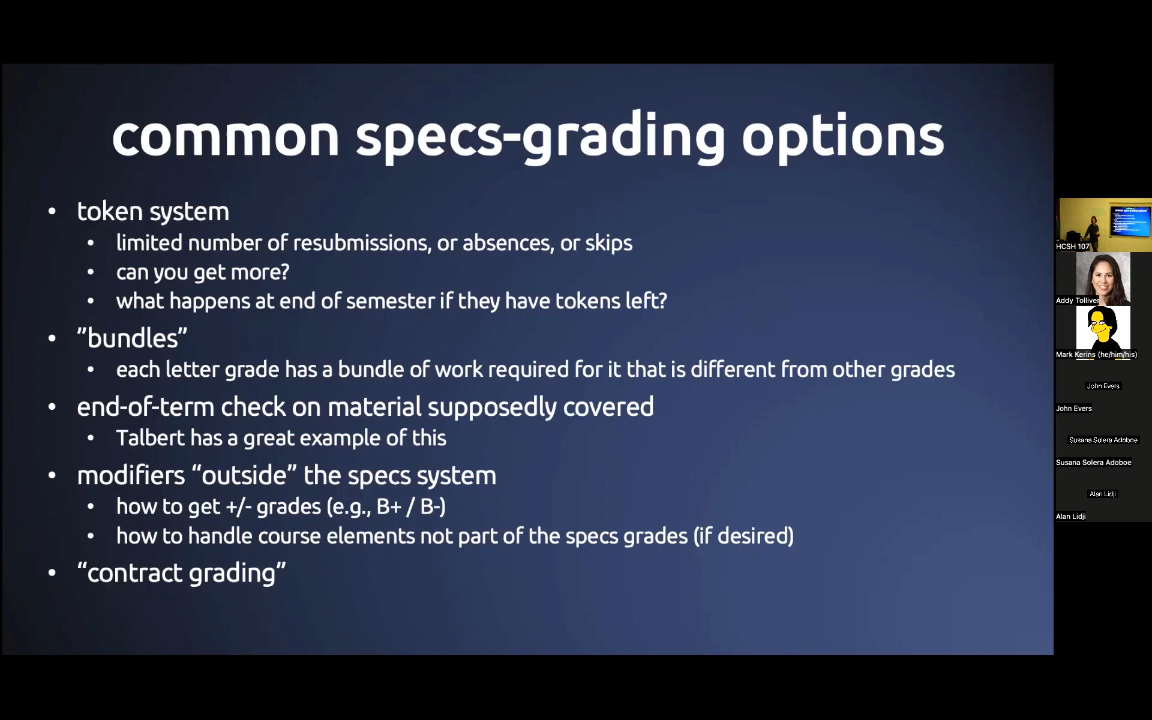 common specs-grading options
• token system
• limited number of resubmissions, or absences, or skips
• can you get more?
• what happens at end of semester if they have tokens left?
• ”bundles”
• each letter grade has a bundle of work required for it that is different from other grades
• end-of-term check on material supposedly covered
• Talbert has a great example of this
• modifiers “outside” the specs system
• how to get +/- grades (e.g., B+ / B-)
• how to handle course elements not part of the specs grades (if desired)
• “contract grading”
HCSH 107
Addy Tolliver
Mark Kerins (he/him/his)
John Evers
John Evers
Susana Solera Adoboe
Susana Solera Adoboe
Alan Lidji
Alan Lidji